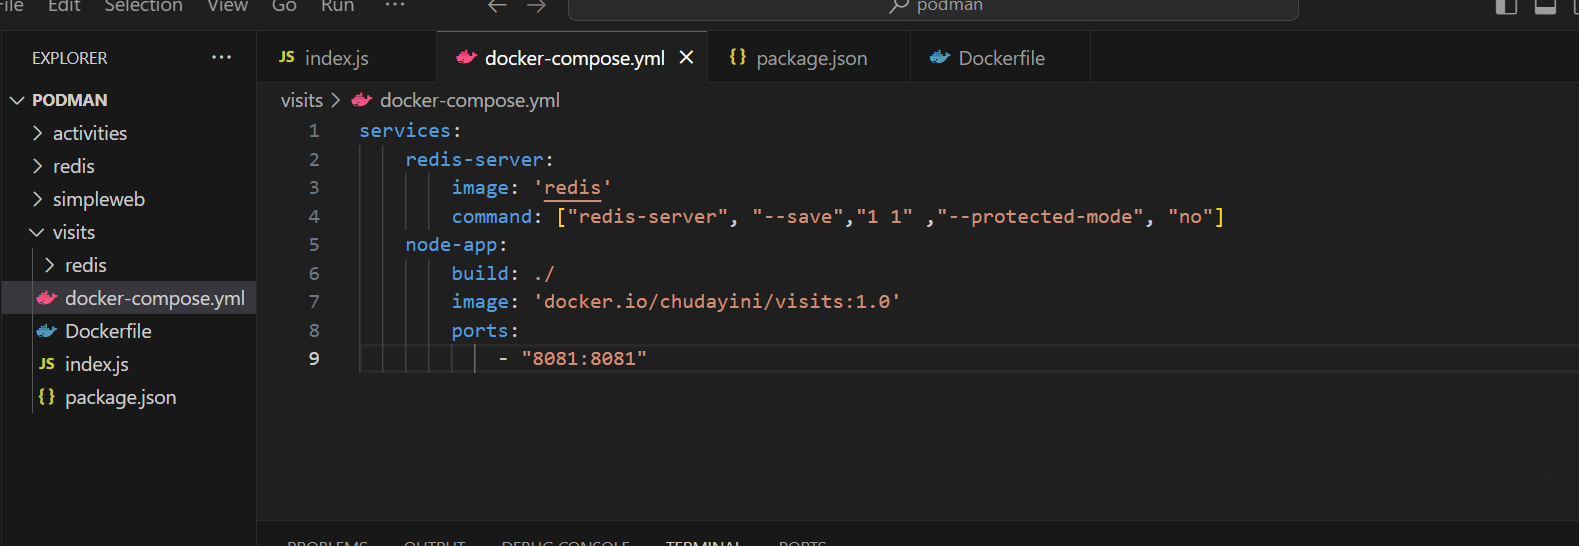 File Edit Selection View Go Run ···
podman
EXPLORER ···
PODMAN
activities
redis
simpleweb
visits
redis
docker-compose.yml
Dockerfile
JS index.js
{} package.json
JS index.js
docker-compose.yml
{} package.json
Dockerfile
visits > docker-compose.yml
1 services:
2 redis-server:
3 image: 'redis'
4 command: ["redis-server", "--save","1 1" ,"--protected-mode", "no"]
5 node-app:
6 build: ./
7 image: 'docker.io/chudayini/visits:1.0'
8 ports:
9 - "8081:8081"
PROBLEMS OUTPUT DEBUG CONSOLE TERMINAL PORTS